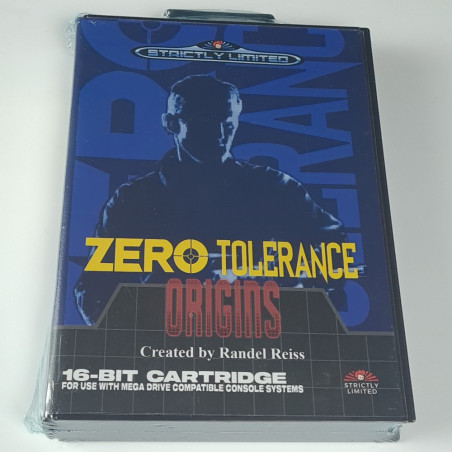 STRICTLY LIMITED
ZERO TOLERANCE
ORIGINS
Created by Randel Reiss
16-BIT CARTRIDGE
FOR USE WITH MEGA DRIVE COMPATIBLE CONSOLE SYSTEMS
STRICTLY
LIMITED